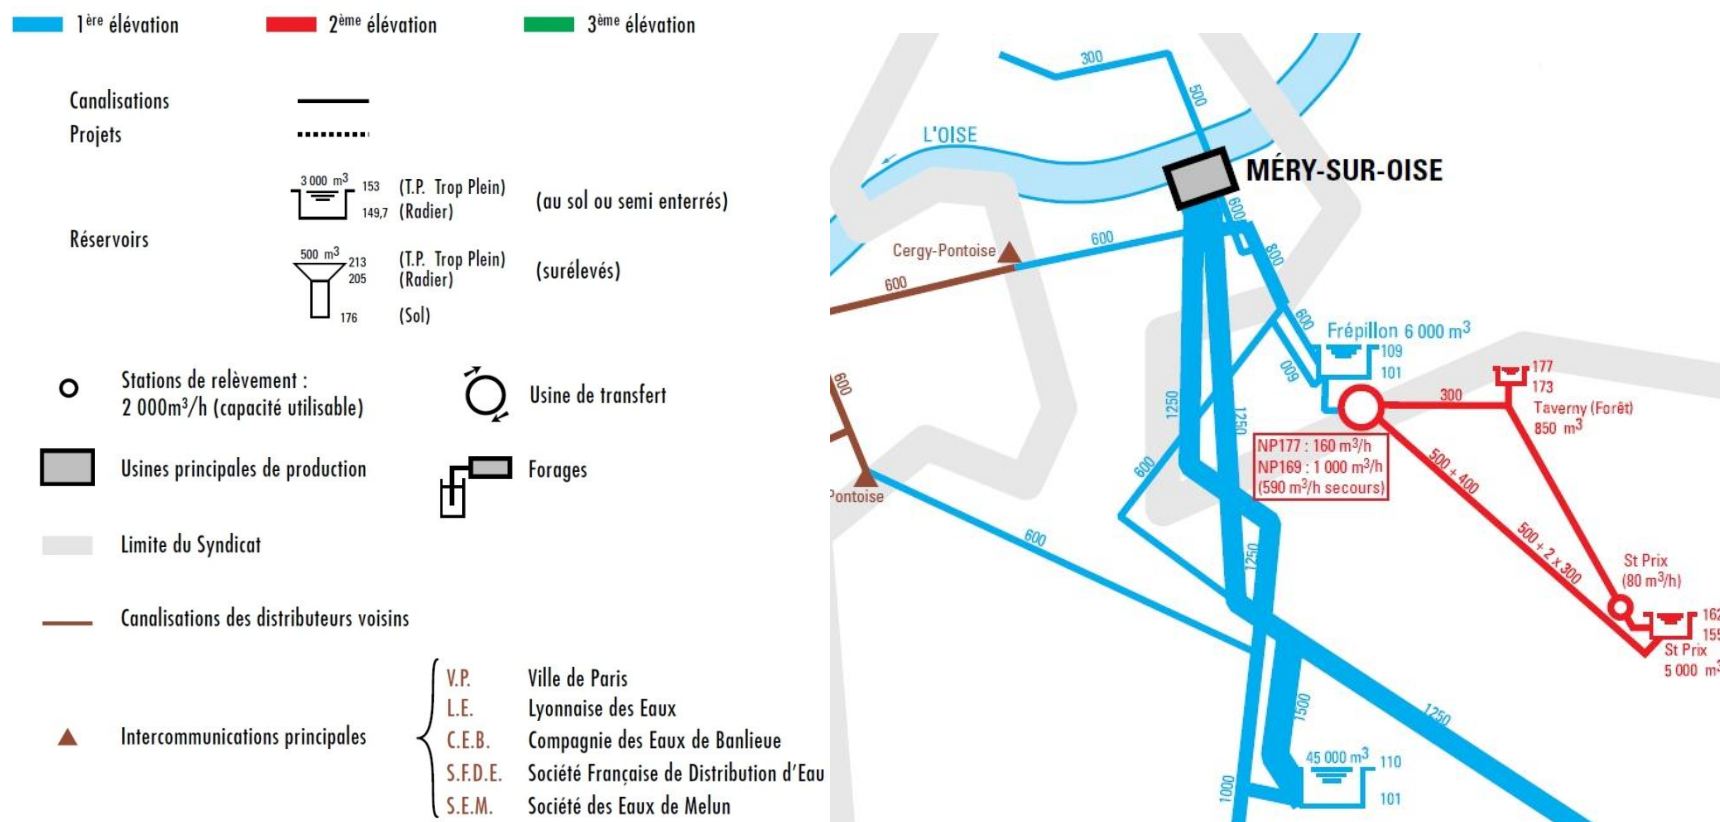 1ère élévation
2ème élévation
3ème élévation
Canalisations
Projets
Réservoirs
3 000 m3
153
149,7
(T.P. Trop Plein)
(Radier)
(au sol ou semi enterrés)
500 m3
213
205
176
(T.P. Trop Plein)
(Radier)
(Sol)
(surélevés)
Stations de relèvement :
2 000m3/h (capacité utilisable)
Usine de transfert
Usines principales de production
Forages
Limite du Syndicat
Canalisations des distributeurs voisins
Intercommunications principales
V.P. Ville de Paris
L.E. Lyonnaise des Eaux
C.E.B. Compagnie des Eaux de Banlieue
S.F.D.E. Société Française de Distribution d'Eau
S.E.M. Société des Eaux de Melun
300
500
L'OISE
MÉRY-SUR-OISE
600
800
600
Cergy-Pontoise
600
600
600
Frépillon 6 000 m3
109
101
600
1250
1250
300
177
173
Taverny (Forêt)
850 m3
NP177 : 160 m3/h
NP169 : 1 000 m3/h
(590 m3/h secours)
500 + 400
500 + 2 x 300
600
Pontoise
600
1250
St Prix
(80 m3/h)
162
155
St Prix
5 000 m3
1500
1250
1000
45 000 m3
110
101